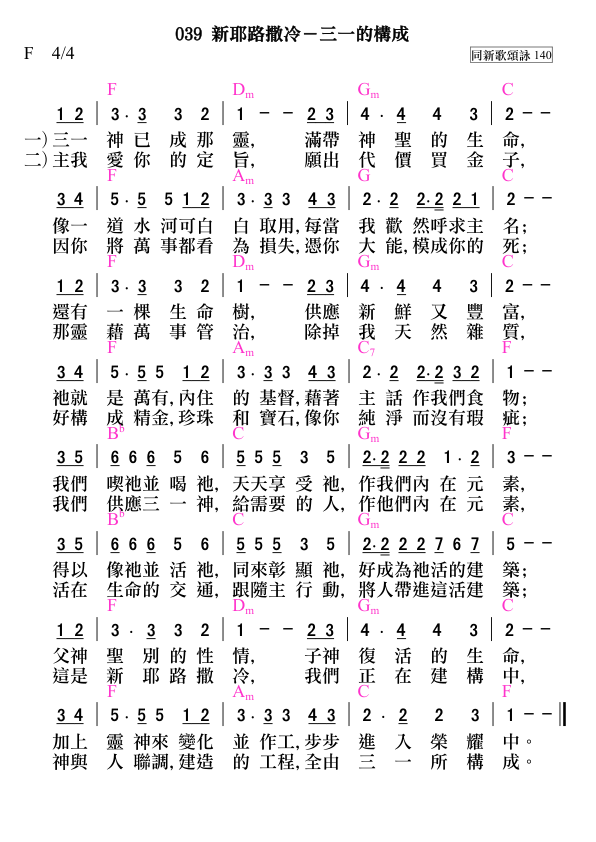 039 新耶路撒冷－三一的構成
F 4/4
同新歌頌詠 140
F Dm Gm C
1 2 | 3 · 3 3 2 | 1 － － 2 3 | 4 · 4 4 3 | 2 － －
一) 三一 神已 成那 靈, 滿帶 神聖的生 命,
二) 主我 愛你 的定 旨, 願出 代價買金 子,
F Am G C
3 4 | 5 · 5 5 1 2 | 3 · 3 3 4 3 | 2 · 2 2 · 2 2 1 | 2 － －
像一 道水 河可白 白 取用, 每當 我歡 然呼求主 名;
因你 將萬 事都看 為 損失, 憑你 大能, 模成你的 死;
F Dm Gm C
1 2 | 3 · 3 3 2 | 1 － － 2 3 | 4 · 4 4 3 | 2 － －
還有 一棵 生命 樹, 供應 新鮮又豐 富,
那靈 藉萬 事管 治, 除掉 我天然雜 質,
F Am C7 F
3 4 | 5 · 5 5 1 2 | 3 · 3 3 4 3 | 2 · 2 2 · 2 3 2 | 1 － －
祂就 是 萬有, 內住 的 基督, 藉著 主話 作我們食 物;
好構 成 精金, 珍珠 和 寶石, 像你 純淨 而沒有瑕 疵;
Bb C Gm F
3 5 | 6 6 6 5 6 | 5 5 5 3 5 | 2 · 2 2 2 1 · 2 | 3 － －
我們 喫祂並 喝 祂, 天天享 受 祂, 作我們內 在 元 素,
我們 供應三 一 神, 給需要 的 人, 作他們內 在 元 素,
Bb C Gm C
3 5 | 6 6 6 5 6 | 5 5 5 3 5 | 2 · 2 2 2 7 6 7 | 5 － －
得以 像祂並 活 祂, 同來彰 顯 祂, 好成為祂活的建 築;
活在 生命的 交 通, 跟隨主 行 動, 將人帶進這活建 築;
F Dm Gm C
1 2 | 3 · 3 3 2 | 1 － － 2 3 | 4 · 4 4 3 | 2 － －
父神 聖別的性 情, 子神 復活的生 命,
這是 新耶路撒 冷, 我們 正在建構 中,
F Am C F
3 4 | 5 · 5 5 1 2 | 3 · 3 3 4 3 | 2 · 2 2 3 | 1 － －
加上 靈 神來 變化 並 作工, 步步 進入榮耀 中。
神與 人 聯調, 建造 的 工程, 全由 三一所構 成。